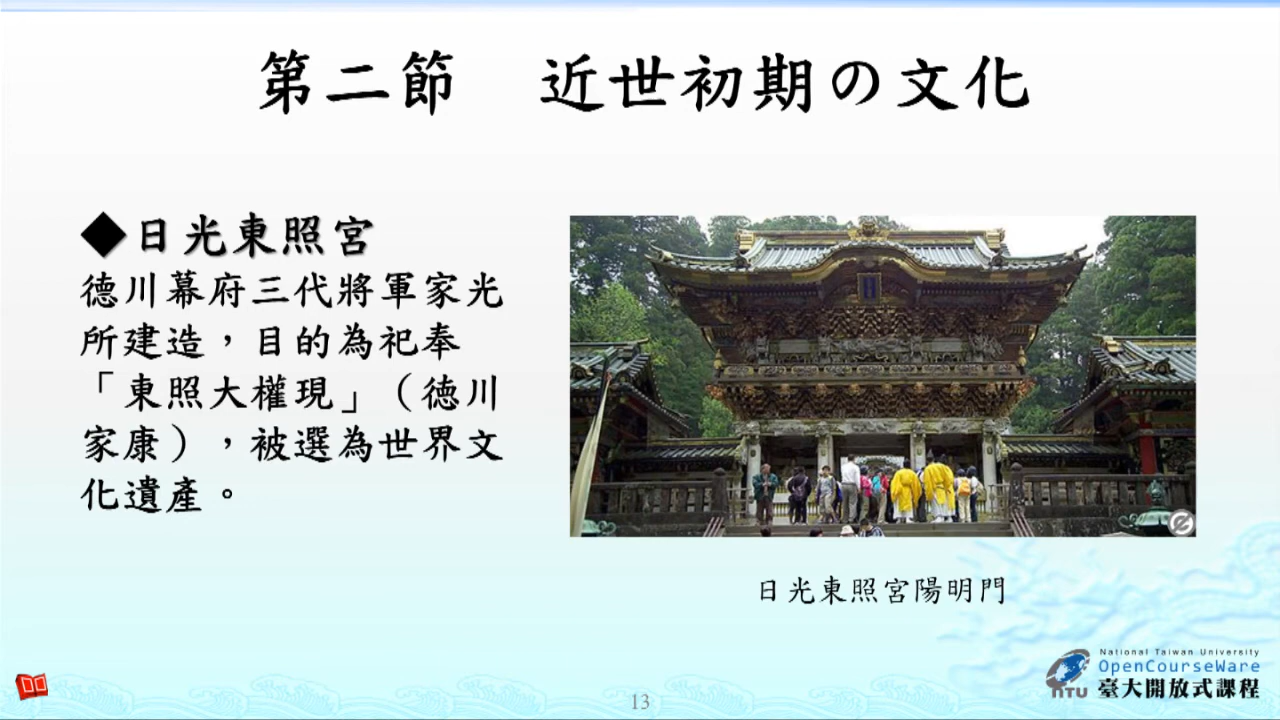 第二節　近世初期の文化
◆日光東照宮
德川幕府三代將軍家光
所建造，目的為祀奉
「東照大權現」（德川
家康），被選為世界文
化遺產。
日光東照宮陽明門
National Taiwan University
OpenCourseWare
NTU
臺大開放式課程
13